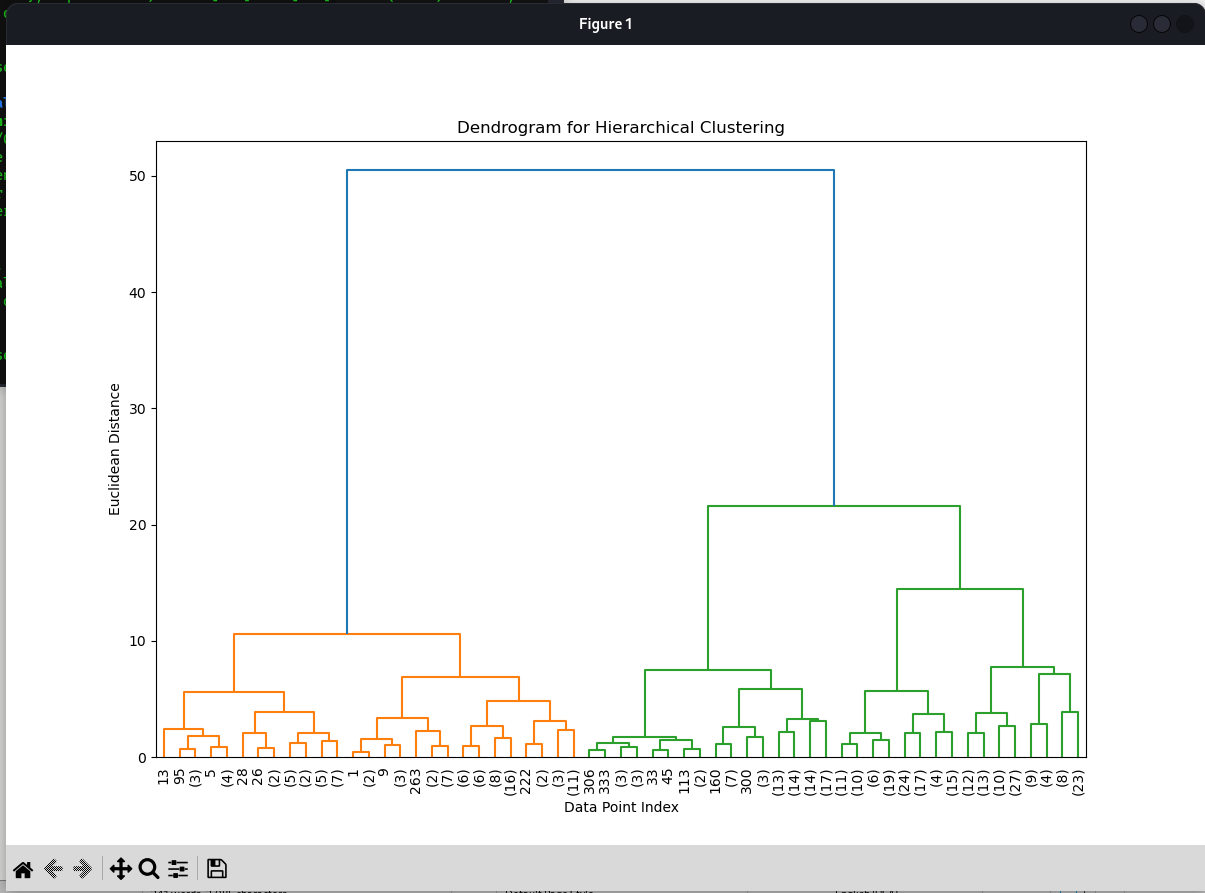 Figure 1
Dendrogram for Hierarchical Clustering
50
40
30
20
10
0
Euclidean Distance
13 95 (3) 5 (4) 28 26 (2) (5) (2) (5) (7) 1 (2) 9 (3) 263 (2) (7) (6) (6) (8) (16) 222 (2) (3) (11) 306 333 (3) (3) 33 45 113 (2) 160 (7) 300 (3) (13) (14) (14) (17) (11) (10) (6) (19) (24) (17) (4) (15) (12) (13) (10) (27) (9) (4) (8) (23)
Data Point Index